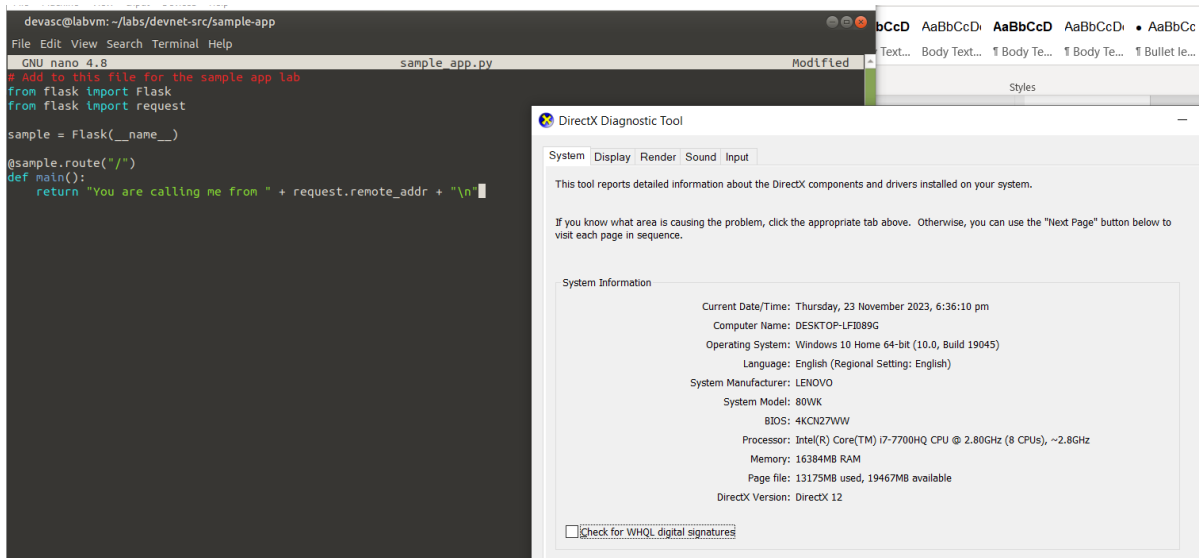 devasc@labvm: ~/labs/devnet-src/sample-app
File Edit View Search Terminal Help
GNU nano 4.8 sample_app.py Modified
# Add to this file for the sample app lab
from flask import Flask
from flask import request
sample = Flask(__name__)
@sample.route("/")
def main():
return "You are calling me from " + request.remote_addr + "\n"
bCcD AaBbCcD AaBbCcD AaBbCcD • AaBbCc
Text... Body Text... ¶ Body Te... ¶ Body Te... ¶ Bullet le...
Styles
DirectX Diagnostic Tool
System Display Render Sound Input
This tool reports detailed information about the DirectX components and drivers installed on your system.
If you know what area is causing the problem, click the appropriate tab above. Otherwise, you can use the "Next Page" button below to
visit each page in sequence.
System Information
Current Date/Time: Thursday, 23 November 2023, 6:36:10 pm
Computer Name: DESKTOP-LFI089G
Operating System: Windows 10 Home 64-bit (10.0, Build 19045)
Language: English (Regional Setting: English)
System Manufacturer: LENOVO
System Model: 80WK
BIOS: 4KCN27WW
Processor: Intel(R) Core(TM) i7-7700HQ CPU @ 2.80GHz (8 CPUs), ~2.8GHz
Memory: 16384MB RAM
Page file: 13175MB used, 19467MB available
DirectX Version: DirectX 12
Check for WHQL digital signatures